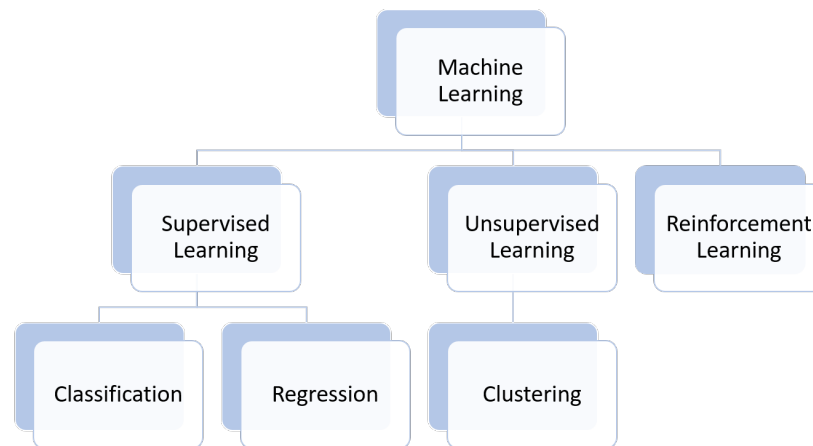 Machine
Learning
Supervised
Learning
Unsupervised
Learning
Reinforcement
Learning
Classification
Regression
Clustering